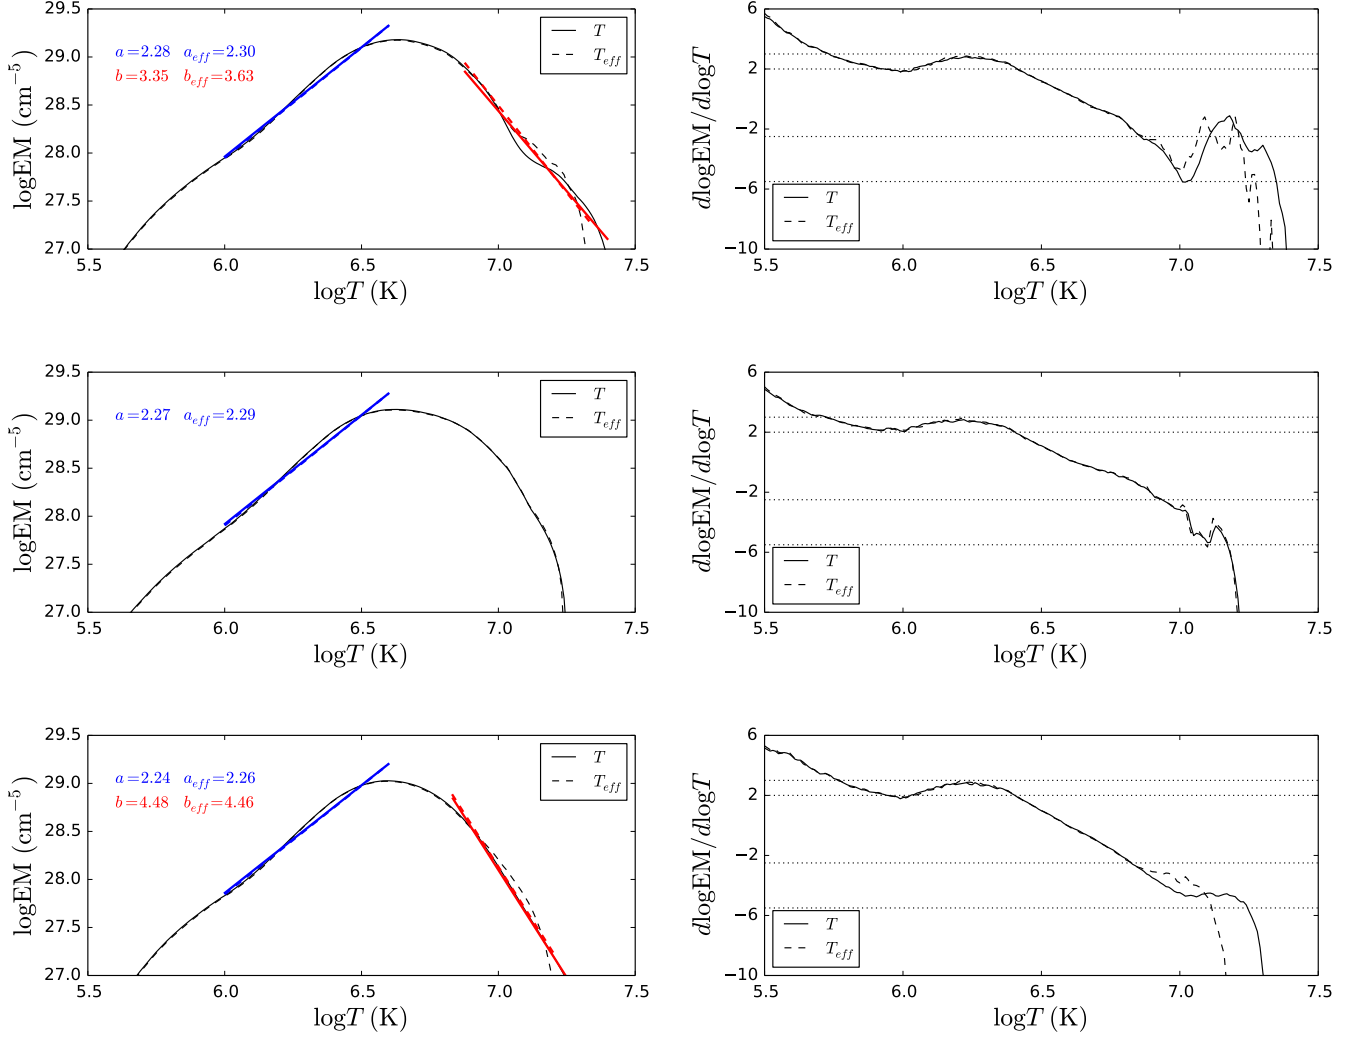 29.5
29.0
28.5
28.0
27.5
27.0
logEM (cm⁻⁵)
a=2.28 a_eff=2.30
b=3.35 b_eff=3.63
T
T_eff
5.5 6.0 6.5 7.0 7.5
logT (K)
6
2
−2
−6
−10
dlogEM/dlogT
T
T_eff
5.5 6.0 6.5 7.0 7.5
logT (K)
29.5
29.0
28.5
28.0
27.5
27.0
logEM (cm⁻⁵)
a=2.27 a_eff=2.29
T
T_eff
5.5 6.0 6.5 7.0 7.5
logT (K)
6
2
−2
−6
−10
dlogEM/dlogT
T
T_eff
5.5 6.0 6.5 7.0 7.5
logT (K)
29.5
29.0
28.5
28.0
27.5
27.0
logEM (cm⁻⁵)
a=2.24 a_eff=2.26
b=4.48 b_eff=4.46
T
T_eff
5.5 6.0 6.5 7.0 7.5
logT (K)
6
2
−2
−6
−10
dlogEM/dlogT
T
T_eff
5.5 6.0 6.5 7.0 7.5
logT (K)